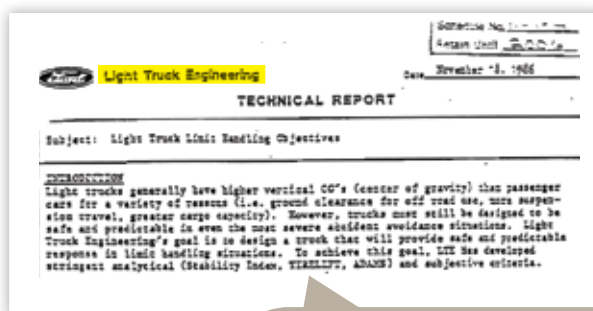 Schedule No.
Return Until 2006
Ford Light Truck Engineering
Date November 18, 1986
TECHNICAL REPORT
Subject: Light Truck Limit Handling Objectives
INTRODUCTION
Light trucks generally have higher vertical CG's (center of gravity) than passenger
cars for a variety of reasons (i.e. ground clearance for off road use, more suspen-
sion travel, greater cargo capacity). However, trucks must still be designed to be
safe and predictable in even the most severe accident avoidance situations. Light
Truck Engineering's goal is to design a truck that will provide safe and predictable
response in limit handling situations. To achieve this goal, LTE has developed
stringent analytical (Stability Index, TIRELIFT, ADAMS) and subjective criteria.